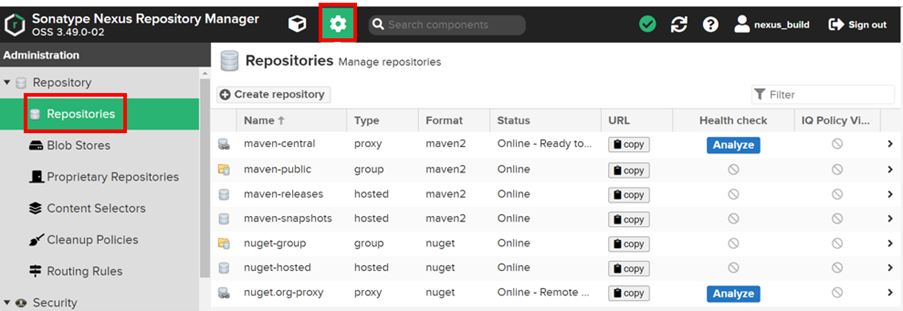 Sonatype Nexus Repository Manager
OSS 3.49.0-02
Search components
nexus_build
Sign out
Administration
Repository
Repositories
Blob Stores
Proprietary Repositories
Content Selectors
Cleanup Policies
Routing Rules
Security
Repositories Manage repositories
Create repository
Filter
Name Type Format Status URL Health check IQ Policy Vi...
maven-central proxy maven2 Online - Ready to... copy Analyze
maven-public group maven2 Online copy
maven-releases hosted maven2 Online copy
maven-snapshots hosted maven2 Online copy
nuget-group group nuget Online copy
nuget-hosted hosted nuget Online copy
nuget.org-proxy proxy nuget Online - Remote ... copy Analyze